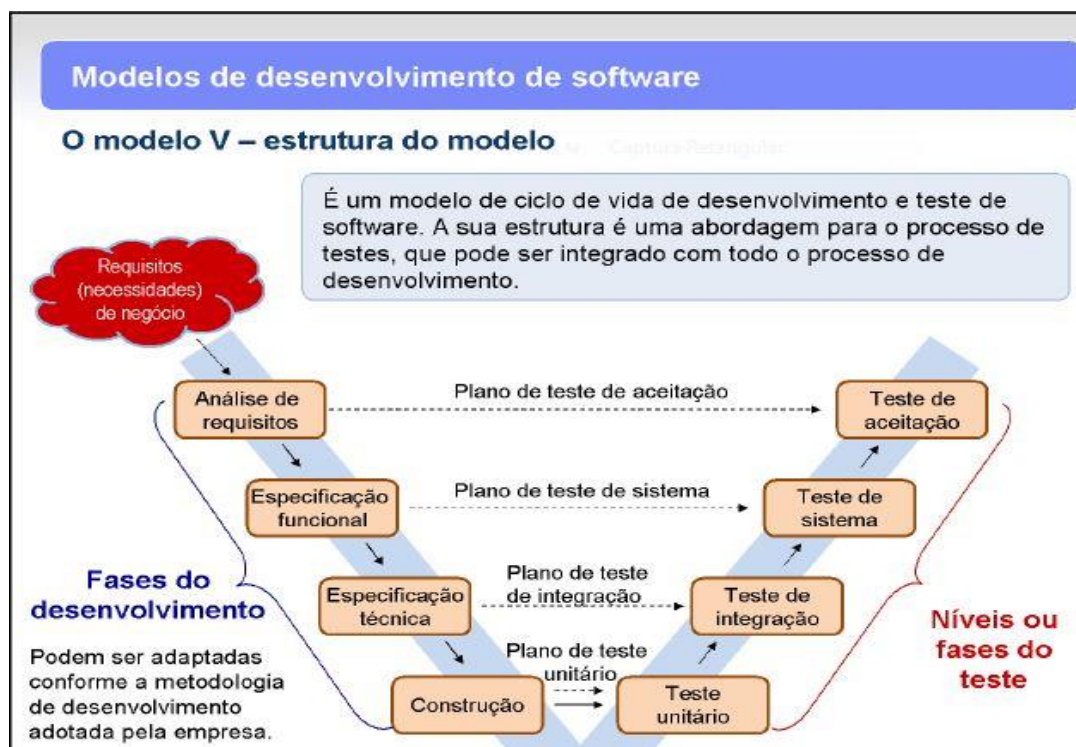 Modelos de desenvolvimento de software
O modelo V – estrutura do modelo
Captura Retangular
É um modelo de ciclo de vida de desenvolvimento e teste de
software. A sua estrutura é uma abordagem para o processo de
testes, que pode ser integrado com todo o processo de
desenvolvimento.
Requisitos
(necessidades)
de negócio
Análise de
requisitos
Plano de teste de aceitação
Teste de
aceitação
Especificação
funcional
Plano de teste de sistema
Teste de
sistema
Especificação
técnica
Plano de teste
de integração
Teste de
integração
Construção
Plano de teste
unitário
Teste
unitário
Fases do
desenvolvimento
Podem ser adaptadas
conforme a metodologia
de desenvolvimento
adotada pela empresa.
Níveis ou
fases do
teste